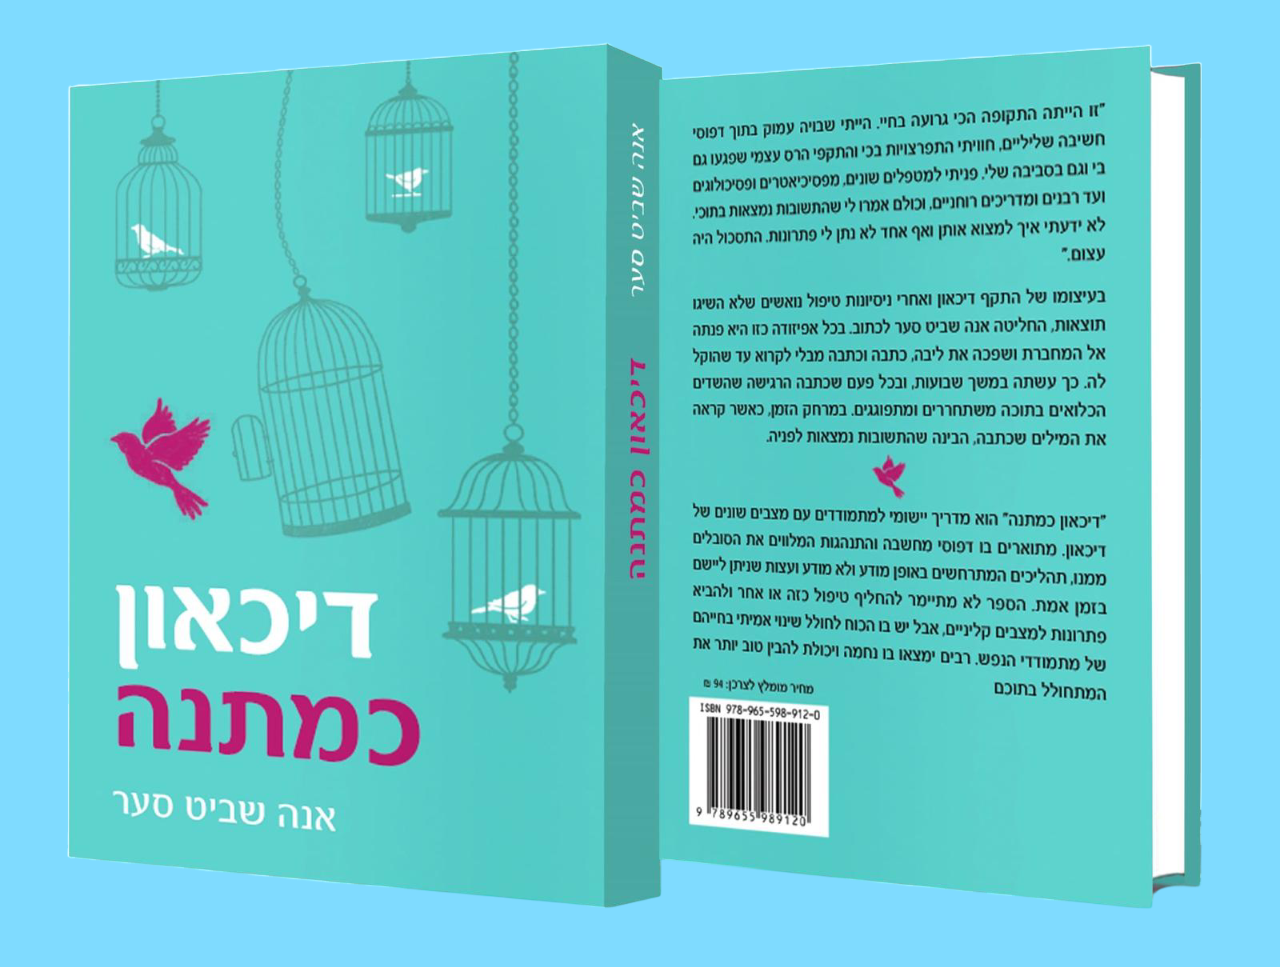 דיכאון
כמתנה
אנה שביט סער
אנה שביט סער
דיכאון כמתנה
"זו הייתה התקופה הכי גרועה בחיי. הייתי שבויה עמוק בתוך דפוסי
חשיבה שליליים, חוויתי התפרצויות בכי והתקפי הרס עצמי שפגעו גם
בי וגם בסביבה שלי. פניתי למטפלים שונים, מפסיכיאטרים ופסיכולוגים
ועד רבנים ומדריכים רוחניים, וכולם אמרו לי שהתשובות נמצאות בתוכי.
לא ידעתי איך למצוא אותן ואף אחד לא נתן לי פתרונות. התסכול היה
עצום."
בעיצומו של התקף דיכאון ואחרי ניסיונות טיפול נואשים שלא השיגו
תוצאות, החליטה אנה שביט סער לכתוב. בכל אפיזודה כזו היא פנתה
אל המחברת ושפכה את ליבה, כתבה וכתבה מבלי לקרוא עד שהוקל
לה. כך עשתה במשך שבועות, ובכל פעם שכתבה הרגישה שהשדים
הכלואים בתוכה משתחררים ומתפוגגים. במרחק הזמן, כאשר קראה
את המילים שכתבה, הבינה שהתשובות נמצאות לפניה.
"דיכאון כמתנה" הוא מדריך יישומי למתמודדים עם מצבים שונים של
דיכאון. מתוארים בו דפוסי מחשבה והתנהגות המלווים את הסובלים
ממנו, תהליכים המתרחשים באופן מודע ולא מודע ועצות שניתן ליישם
בזמן אמת. הספר לא מתיימר להחליף טיפול כזה או אחר ולהביא
פתרונות למצבים קליניים, אבל יש בו הכוח לחולל שינוי אמיתי בחייהם
של מתמודדי הנפש. רבים ימצאו בו נחמה ויכולת להבין טוב יותר את
המתחולל בתוכם
מחיר מומלץ לצרכן: 94 ₪
ISBN 978-965-598-912-0
9 789655 989120